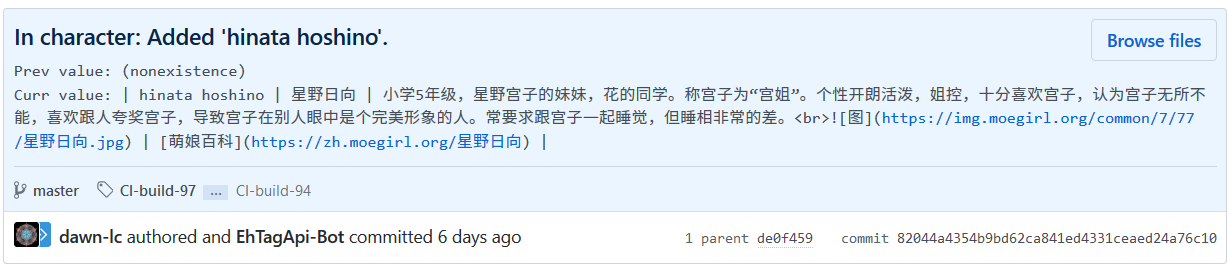 In character: Added 'hinata hoshino'.
Browse files
Prev value: (nonexistence)
Curr value: | hinata hoshino | 星野日向 | 小学5年级，星野宫子的妹妹，花的同学。称宫子为“宫姐”。个性开朗活泼，姐控，十分喜欢宫子，认为宫子无所不
能，喜欢跟人夸奖宫子，导致宫子在别人眼中是个完美形象的人。常要求跟宫子一起睡觉，但睡相非常的差。<br>![图](https://img.moegirl.org/common/7/77
/星野日向.jpg) | [萌娘百科](https://zh.moegirl.org/星野日向) |
master CI-build-97 … CI-build-94
dawn-lc authored and EhTagApi-Bot committed 6 days ago
1 parent de0f459 commit 82044a4354b9bd62ca841ed4331ceaed24a76c10